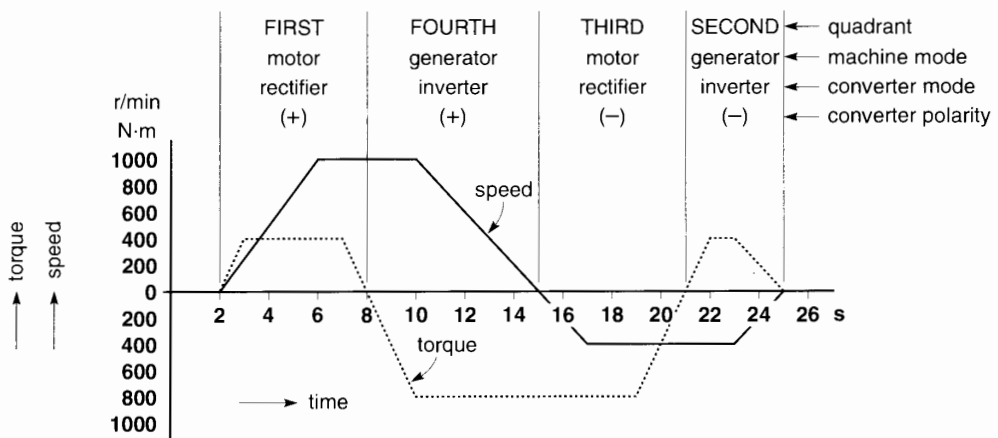 FIRST FOURTH THIRD SECOND quadrant
motor generator motor generator machine mode
rectifier inverter rectifier inverter converter mode
(+) (+) (−) (−) converter polarity
r/min
N·m
1000
800
600
400
200
0
200
400
600
800
1000
torque
speed
speed
torque
2 4 6 8 10 12 14 16 18 20 22 24 26 s
time